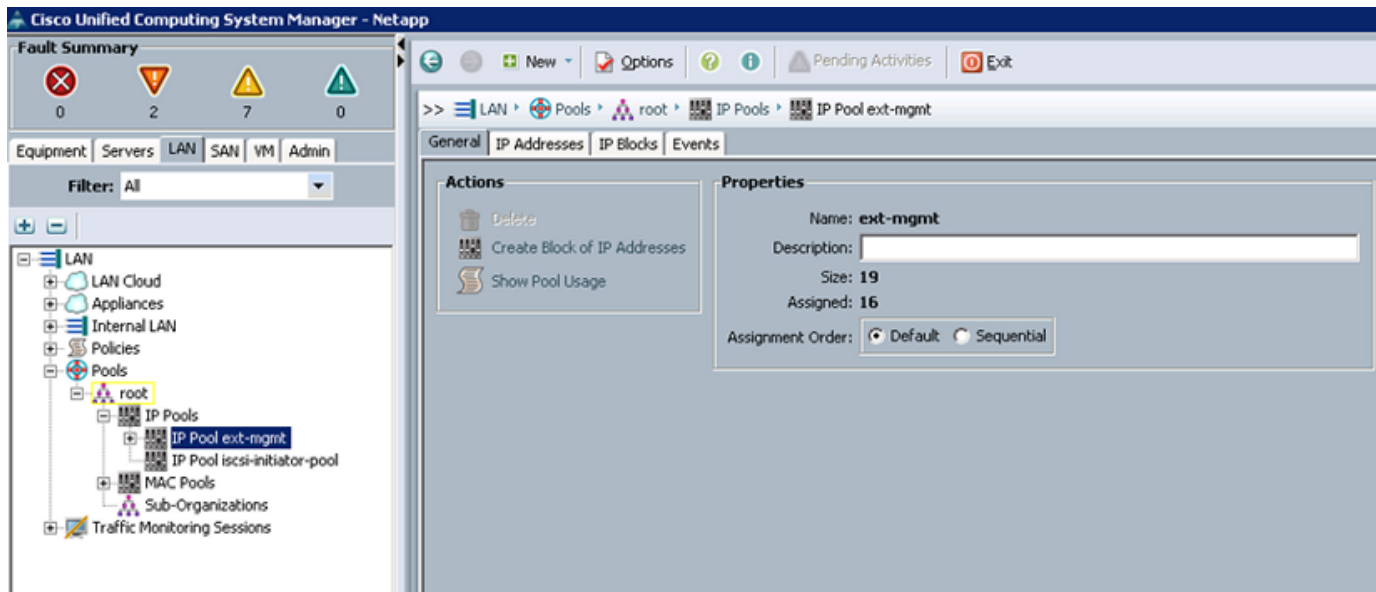 Cisco Unified Computing System Manager - Netapp
Fault Summary
0 2 7 0
Equipment Servers LAN SAN VM Admin
Filter: All
LAN
LAN Cloud
Appliances
Internal LAN
Policies
Pools
root
IP Pools
IP Pool ext-mgmt
IP Pool iscsi-initiator-pool
MAC Pools
Sub-Organizations
Traffic Monitoring Sessions
New Options Pending Activities Exit
>> LAN Pools root IP Pools IP Pool ext-mgmt
General IP Addresses IP Blocks Events
Actions
Delete
Create Block of IP Addresses
Show Pool Usage
Properties
Name: ext-mgmt
Description:
Size: 19
Assigned: 16
Assignment Order: Default Sequential